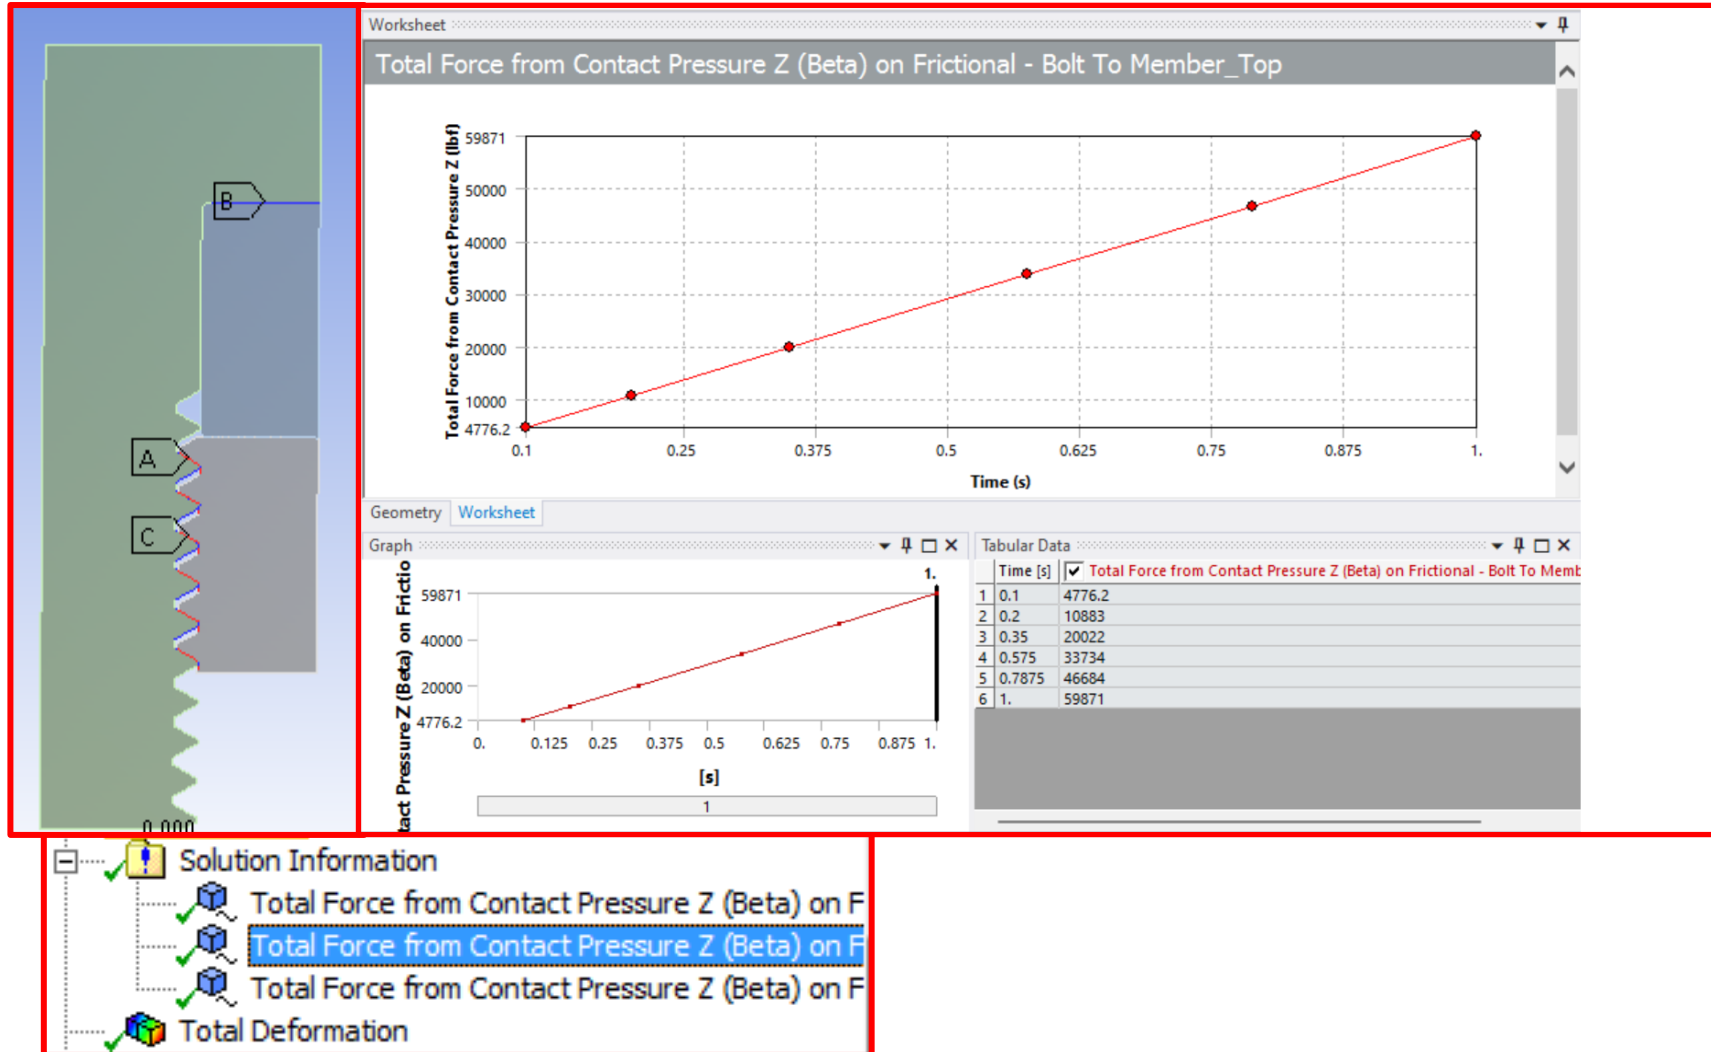 B
A
C
0.000
Worksheet
Total Force from Contact Pressure Z (Beta) on Frictional - Bolt To Member_Top
Total Force from Contact Pressure Z (lbf)
59871
50000
40000
30000
20000
10000
4776.2
0.1 0.25 0.375 0.5 0.625 0.75 0.875 1.
Time (s)
Geometry Worksheet
Graph
tact Pressure Z (Beta) on Frictio
1.
59871
40000
20000
4776.2
0. 0.125 0.25 0.375 0.5 0.625 0.75 0.875 1.
[s]
1
Tabular Data
Time [s] Total Force from Contact Pressure Z (Beta) on Frictional - Bolt To Memb
1 0.1 4776.2
2 0.2 10883
3 0.35 20022
4 0.575 33734
5 0.7875 46684
6 1. 59871
Solution Information
Total Force from Contact Pressure Z (Beta) on F
Total Force from Contact Pressure Z (Beta) on F
Total Force from Contact Pressure Z (Beta) on F
Total Deformation